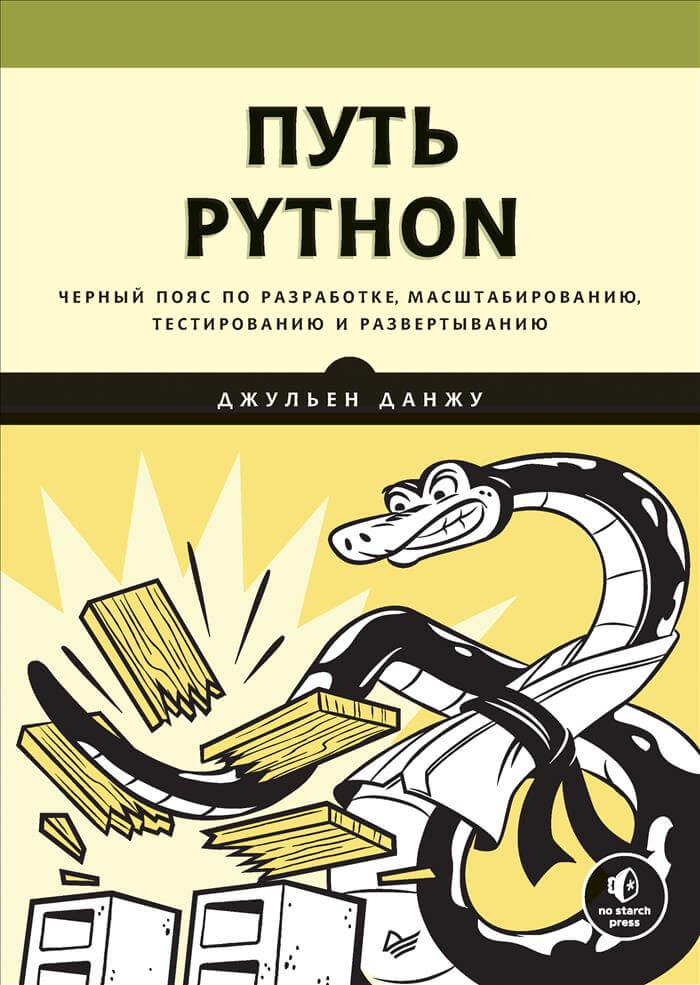 ПУТЬ
PYTHON
ЧЕРНЫЙ ПОЯС ПО РАЗРАБОТКЕ, МАСШТАБИРОВАНИЮ,
ТЕСТИРОВАНИЮ И РАЗВЕРТЫВАНИЮ
ДЖУЛЬЕН ДАНЖУ
no starch
press